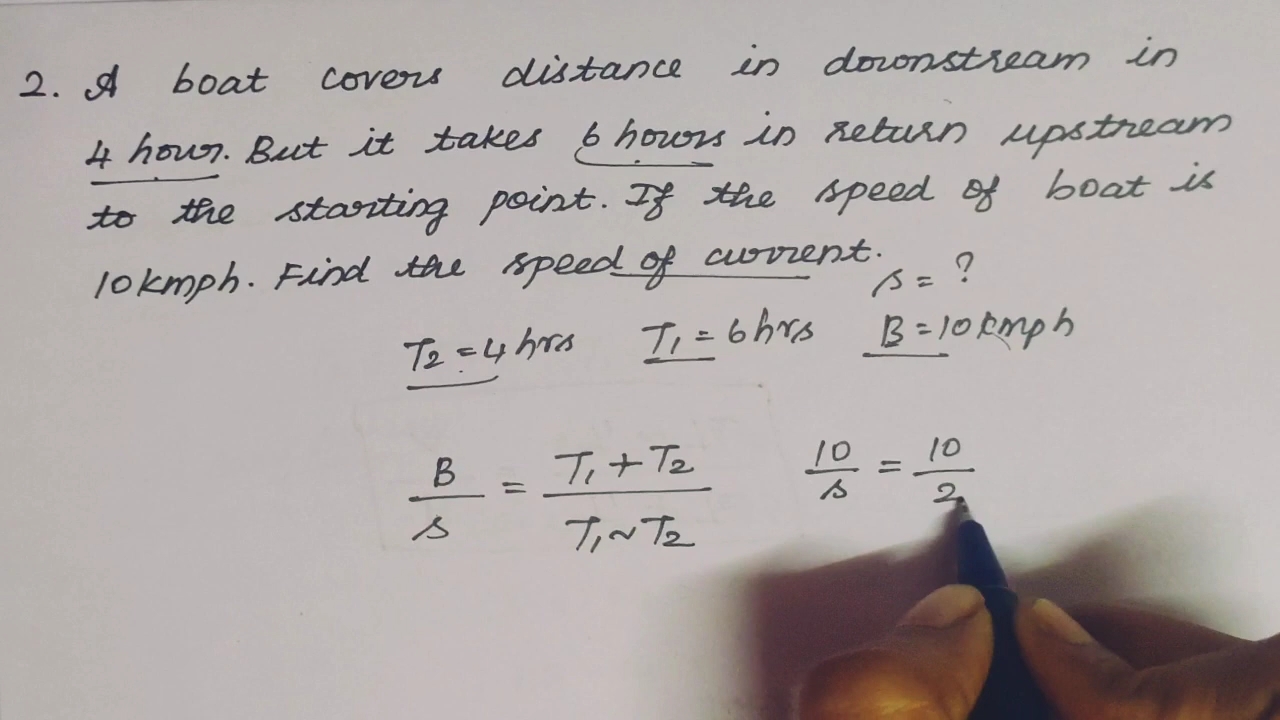 2. A boat covers distance in downstream in
4 hour. But it takes 6 hours in return upstream
to the starting point. If the speed of boat is
10kmph. Find the speed of current.
s = ?
T2 = 4 hrs T1 = 6 hrs B = 10 kmph
B/s = T1 + T2 / T1 ~ T2 10/s = 10/2